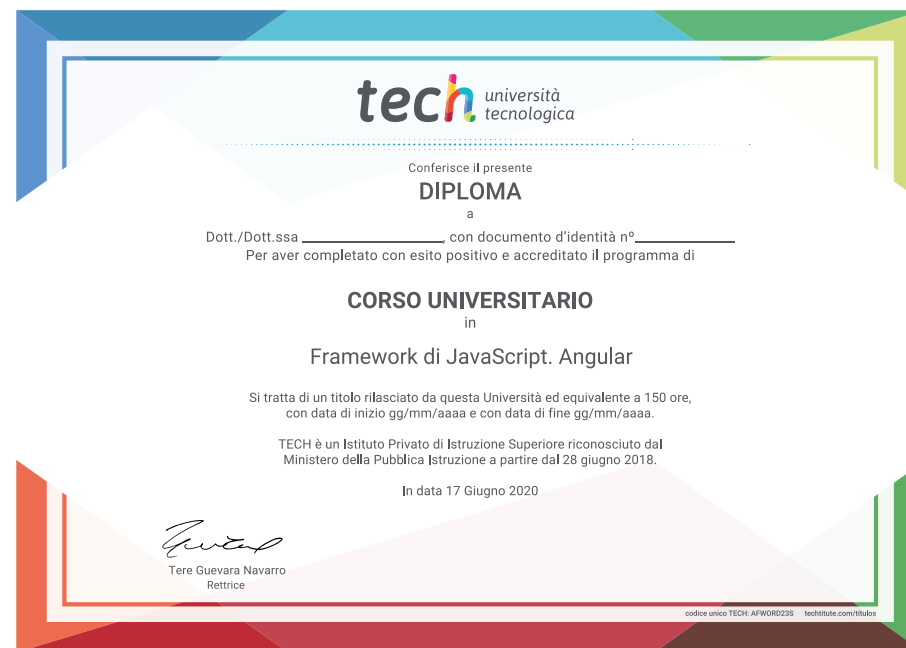 tech università
tecnologica
Conferisce il presente
DIPLOMA
a
Dott./Dott.ssa ____________, con documento d'identità nº____________
Per aver completato con esito positivo e accreditato il programma di
CORSO UNIVERSITARIO
in
Framework di JavaScript. Angular
Si tratta di un titolo rilasciato da questa Università ed equivalente a 150 ore,
con data di inizio gg/mm/aaaa e con data di fine gg/mm/aaaa.
TECH è un Istituto Privato di Istruzione Superiore riconosciuto dal
Ministero della Pubblica Istruzione a partire dal 28 giugno 2018.
In data 17 Giugno 2020
Tere Guevara Navarro
Rettrice
codice unico TECH: AFWORD23S techtitute.com/títulos